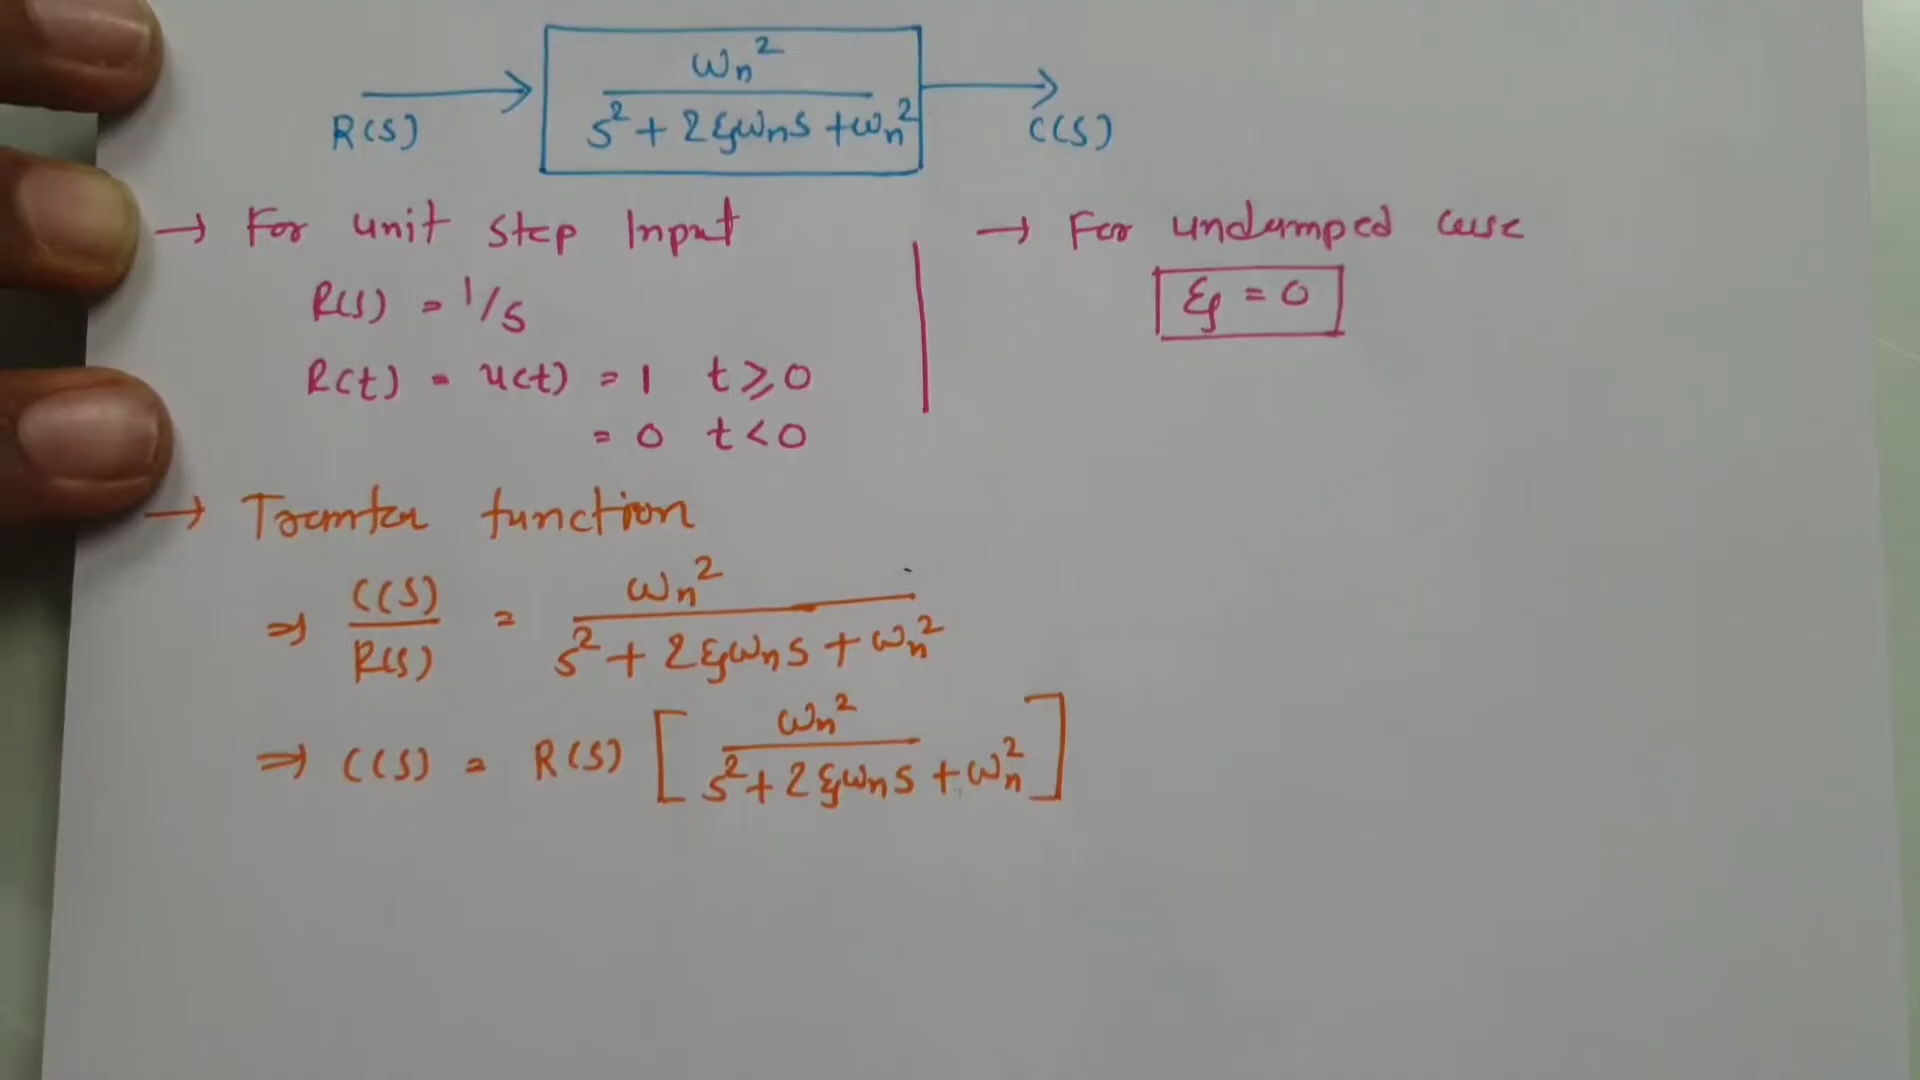 R(s) → ωn² / (s² + 2ξωns + ωn²) → C(s)
→ For unit step Input
R(s) = 1/s
R(t) = u(t) = 1 t ≥ 0
= 0 t < 0
→ For undamped case
ξ = 0
→ Transfer function
⇒ C(s)/R(s) = ωn² / (s² + 2ξωns + ωn²)
⇒ C(s) = R(s) [ ωn² / (s² + 2ξωns + ωn²) ]